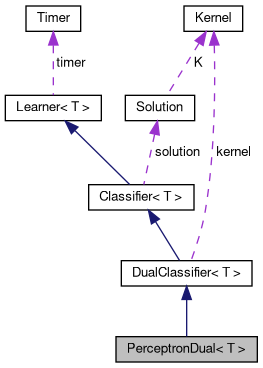 Timer
Kernel
timer
K
Learner< T >
Solution
solution
kernel
Classifier< T >
DualClassifier< T >
PerceptronDual< T >